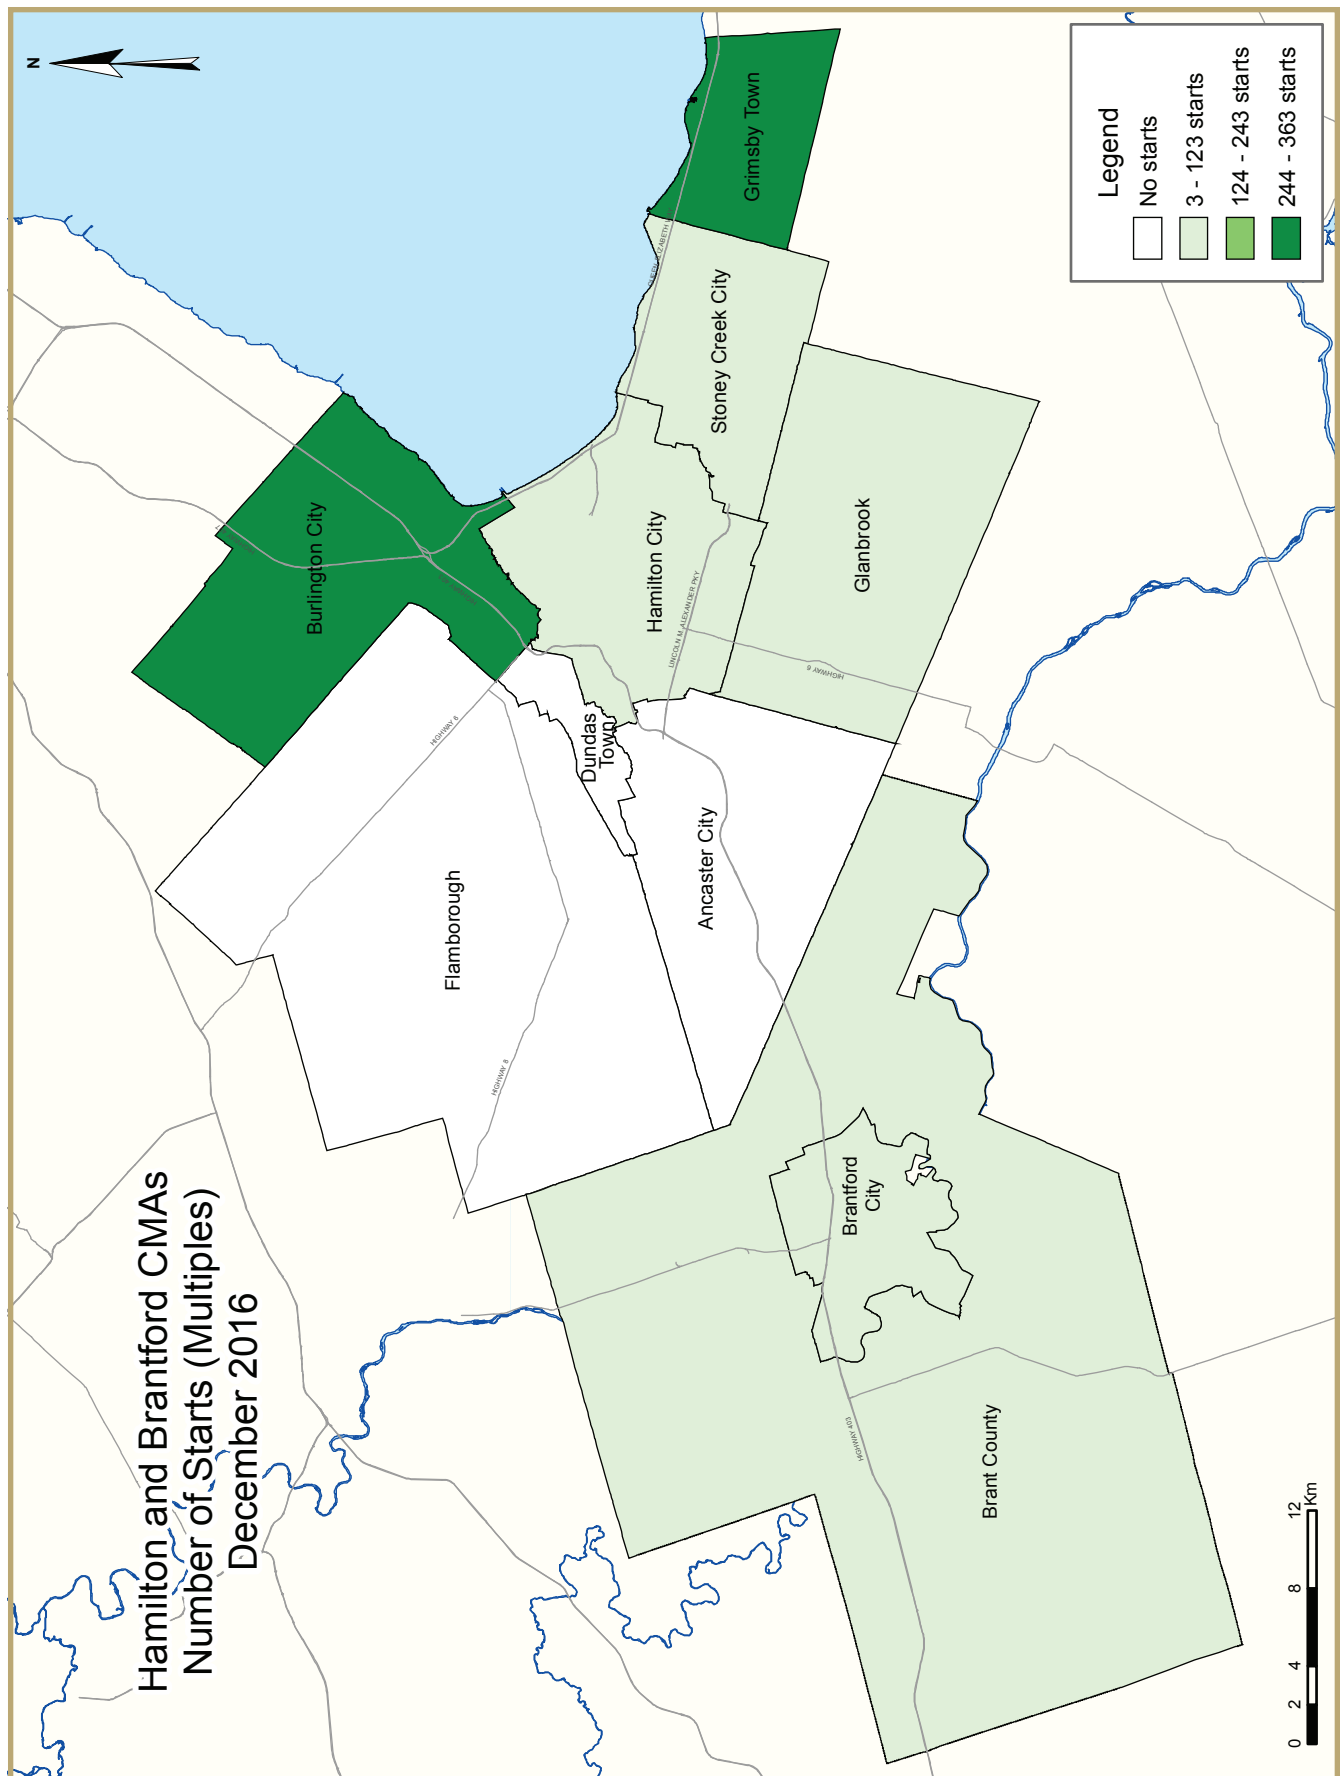 Hamilton and Brantford CMAs
Number of Starts (Multiples)
December 2016
N
Burlington City
Grimsby Town
Stoney Creek City
Hamilton City
Glanbrook
Dundas
Town
Flamborough
Ancaster City
Brantford
City
Brant County
HIGHWAY 6
HIGHWAY 8
HIGHWAY 6
HIGHWAY 403
LINCOLN M. ALEXANDER PKY
Legend
No starts
3 - 123 starts
124 - 243 starts
244 - 363 starts
0 2 4 8 12
Km